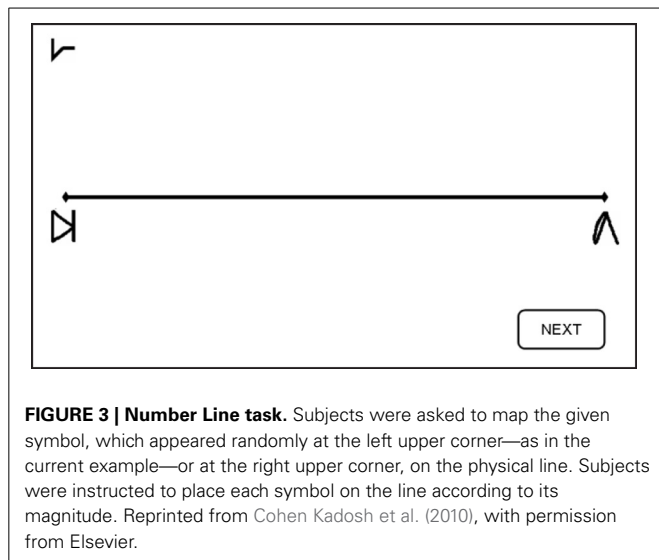 NEXT
FIGURE 3 | Number Line task. Subjects were asked to map the given
symbol, which appeared randomly at the left upper corner—as in the
current example—or at the right upper corner, on the physical line. Subjects
were instructed to place each symbol on the line according to its
magnitude. Reprinted from Cohen Kadosh et al. (2010), with permission
from Elsevier.